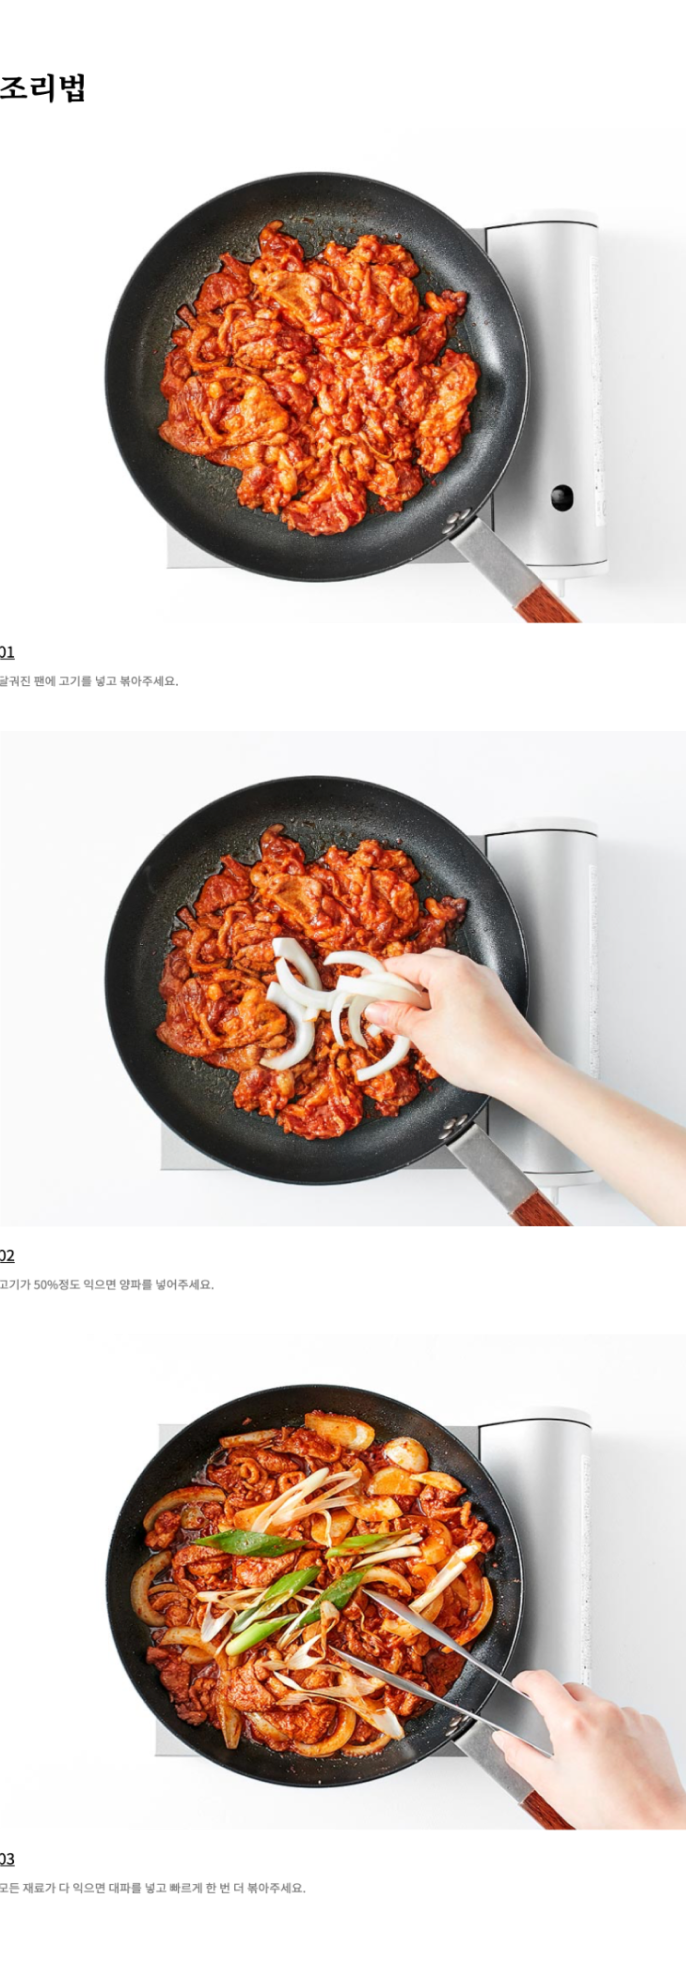 조리법
01
달궈진 팬에 고기를 넣고 볶아주세요.
02
고기가 50%정도 익으면 양파를 넣어주세요.
03
모든 재료가 다 익으면 대파를 넣고 빠르게 한 번 더 볶아주세요.